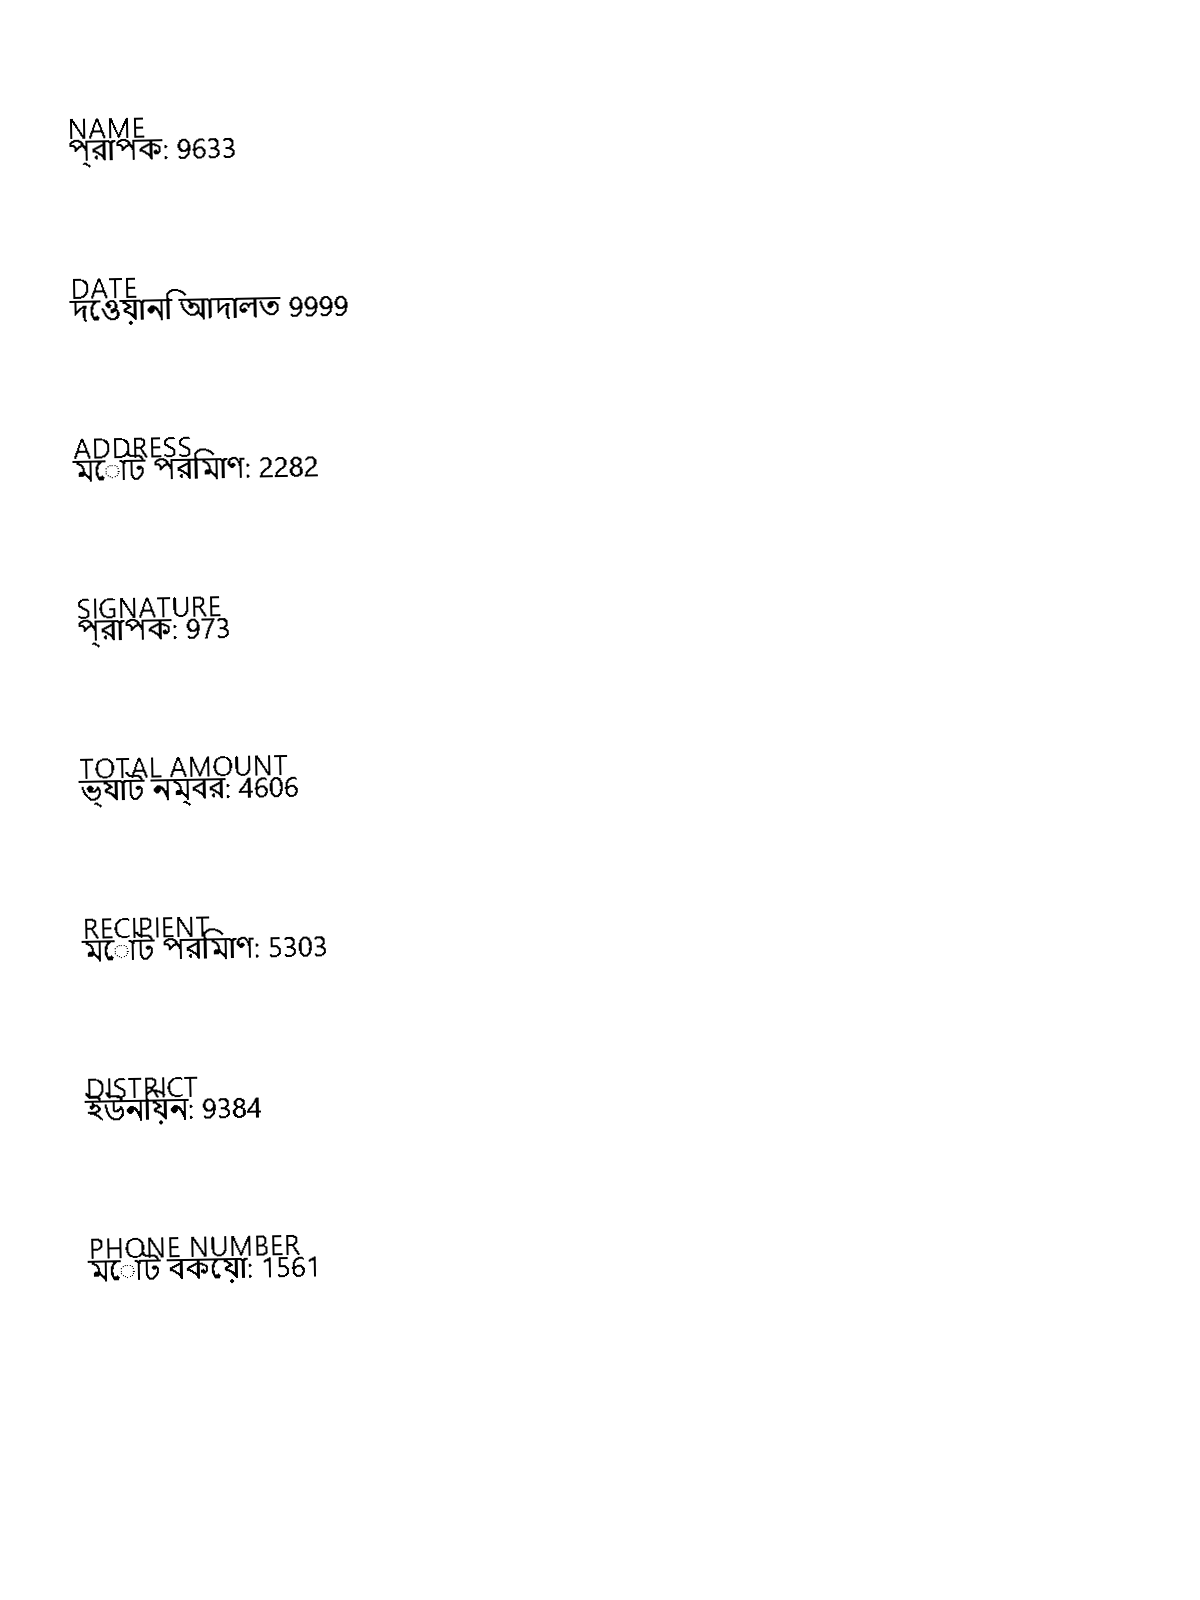 NAME
প্রাপক: 9633
DATE
দেওয়ানি আদালত 9999
ADDRESS
মোট পরিমাণ: 2282
SIGNATURE
প্রাপক: 973
TOTAL AMOUNT
ভ্যাট নম্বর: 4606
RECIPIENT
মোট পরিমাণ: 5303
DISTRICT
ইউনিয়ন: 9384
PHONE NUMBER
মোট বকেয়া: 1561